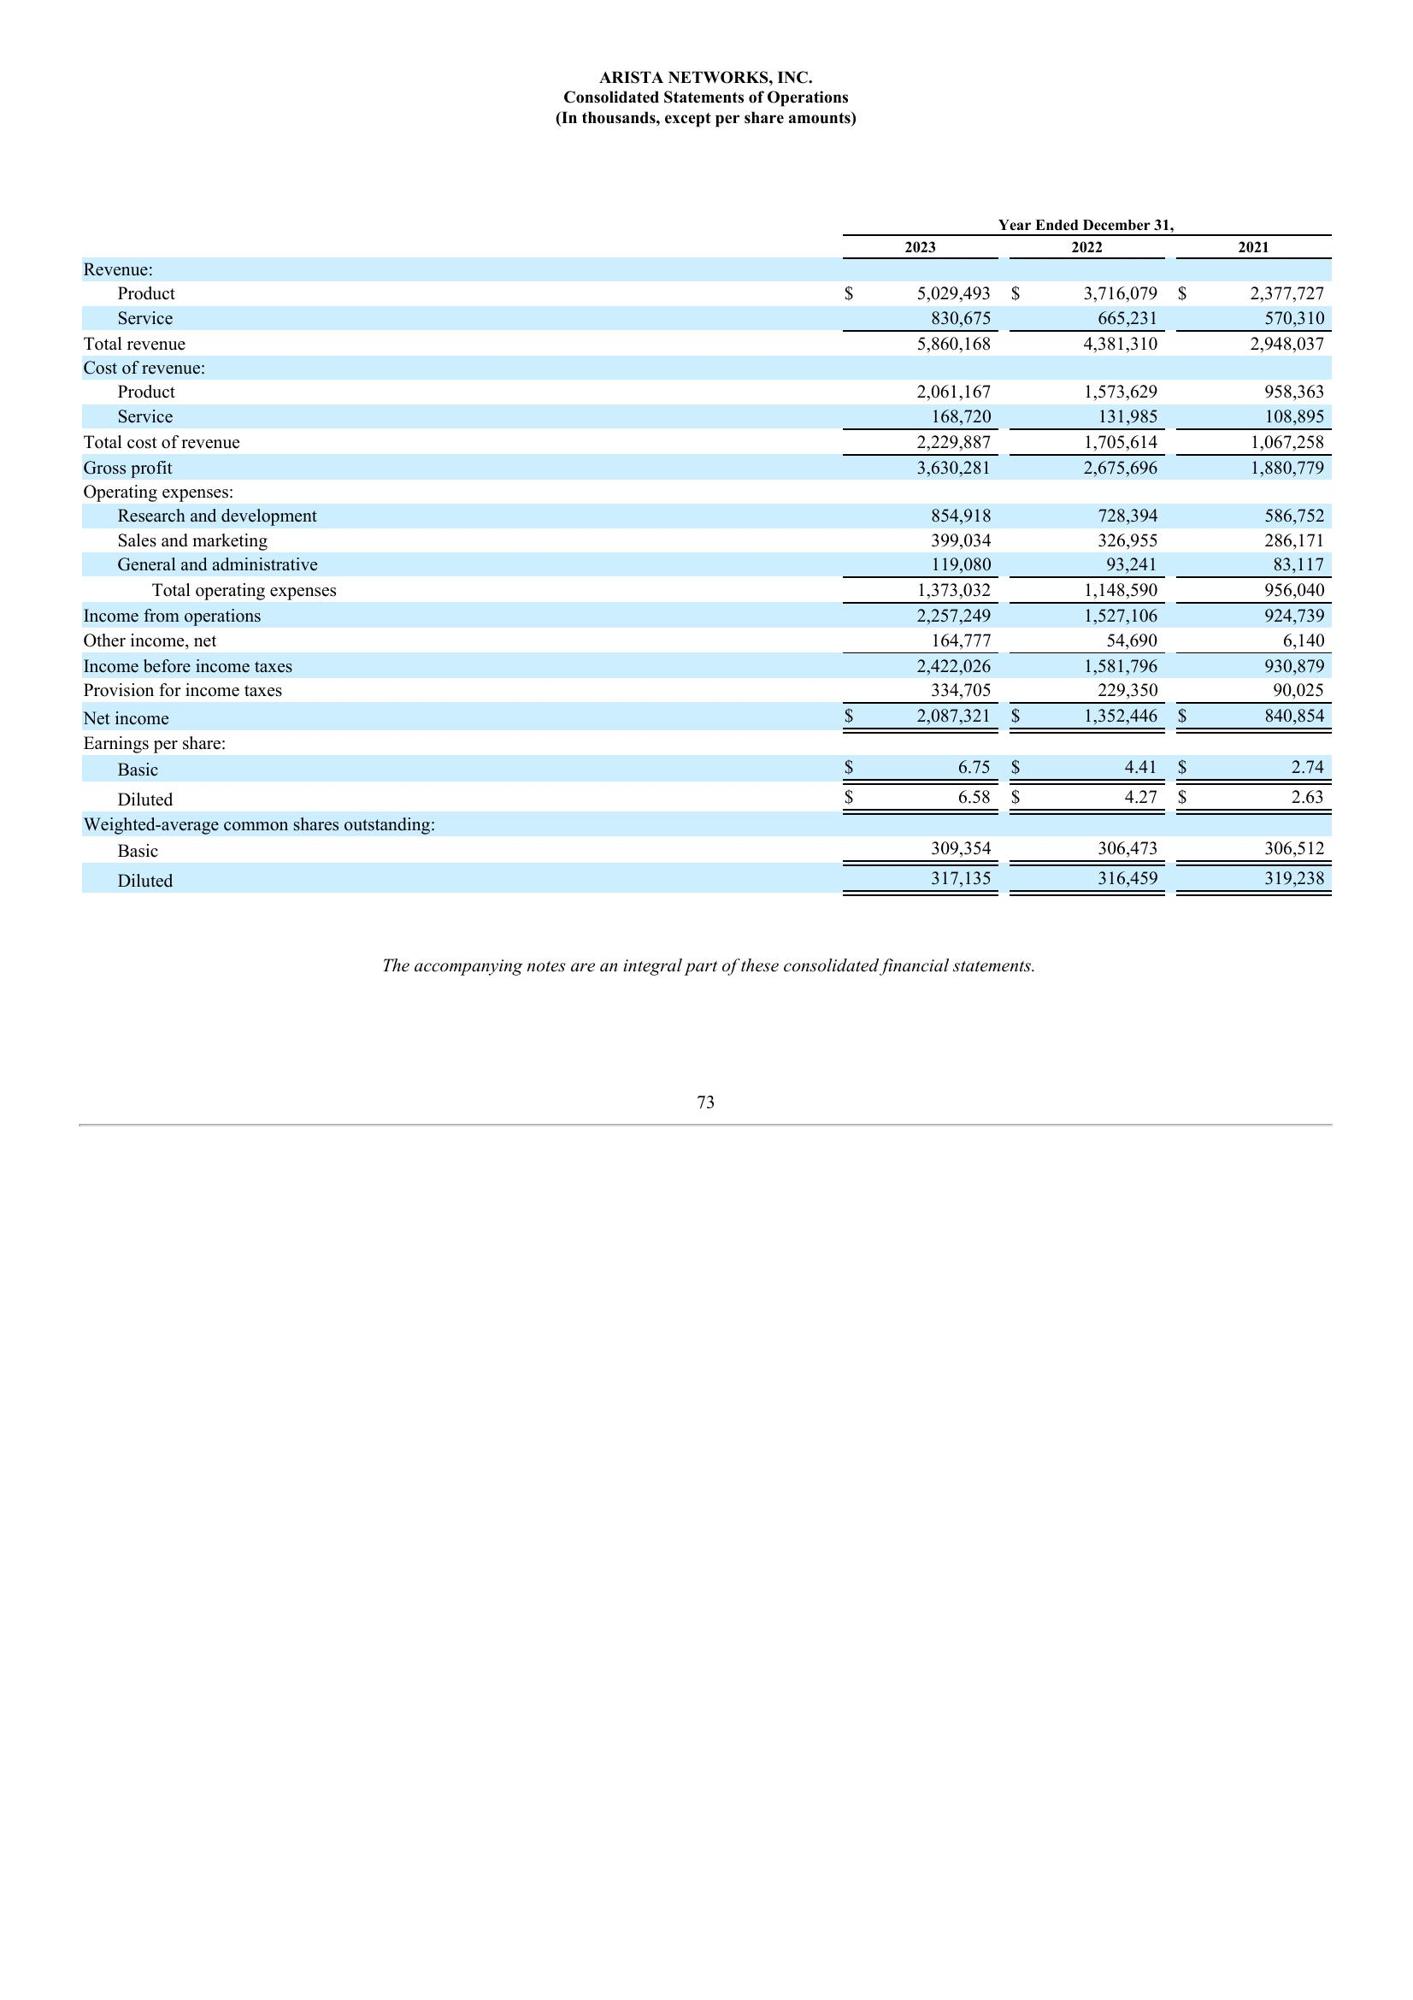 ARISTA NETWORKS, INC.
Consolidated Statements of Operations
(In thousands, except per share amounts)
Year Ended December 31,
2023 2022 2021
Revenue:
Product $ 5,029,493 $ 3,716,079 $ 2,377,727
Service 830,675 665,231 570,310
Total revenue 5,860,168 4,381,310 2,948,037
Cost of revenue:
Product 2,061,167 1,573,629 958,363
Service 168,720 131,985 108,895
Total cost of revenue 2,229,887 1,705,614 1,067,258
Gross profit 3,630,281 2,675,696 1,880,779
Operating expenses:
Research and development 854,918 728,394 586,752
Sales and marketing 399,034 326,955 286,171
General and administrative 119,080 93,241 83,117
Total operating expenses 1,373,032 1,148,590 956,040
Income from operations 2,257,249 1,527,106 924,739
Other income, net 164,777 54,690 6,140
Income before income taxes 2,422,026 1,581,796 930,879
Provision for income taxes 334,705 229,350 90,025
Net income $ 2,087,321 $ 1,352,446 $ 840,854
Earnings per share:
Basic $ 6.75 $ 4.41 $ 2.74
Diluted $ 6.58 $ 4.27 $ 2.63
Weighted-average common shares outstanding:
Basic 309,354 306,473 306,512
Diluted 317,135 316,459 319,238
The accompanying notes are an integral part of these consolidated financial statements.
73